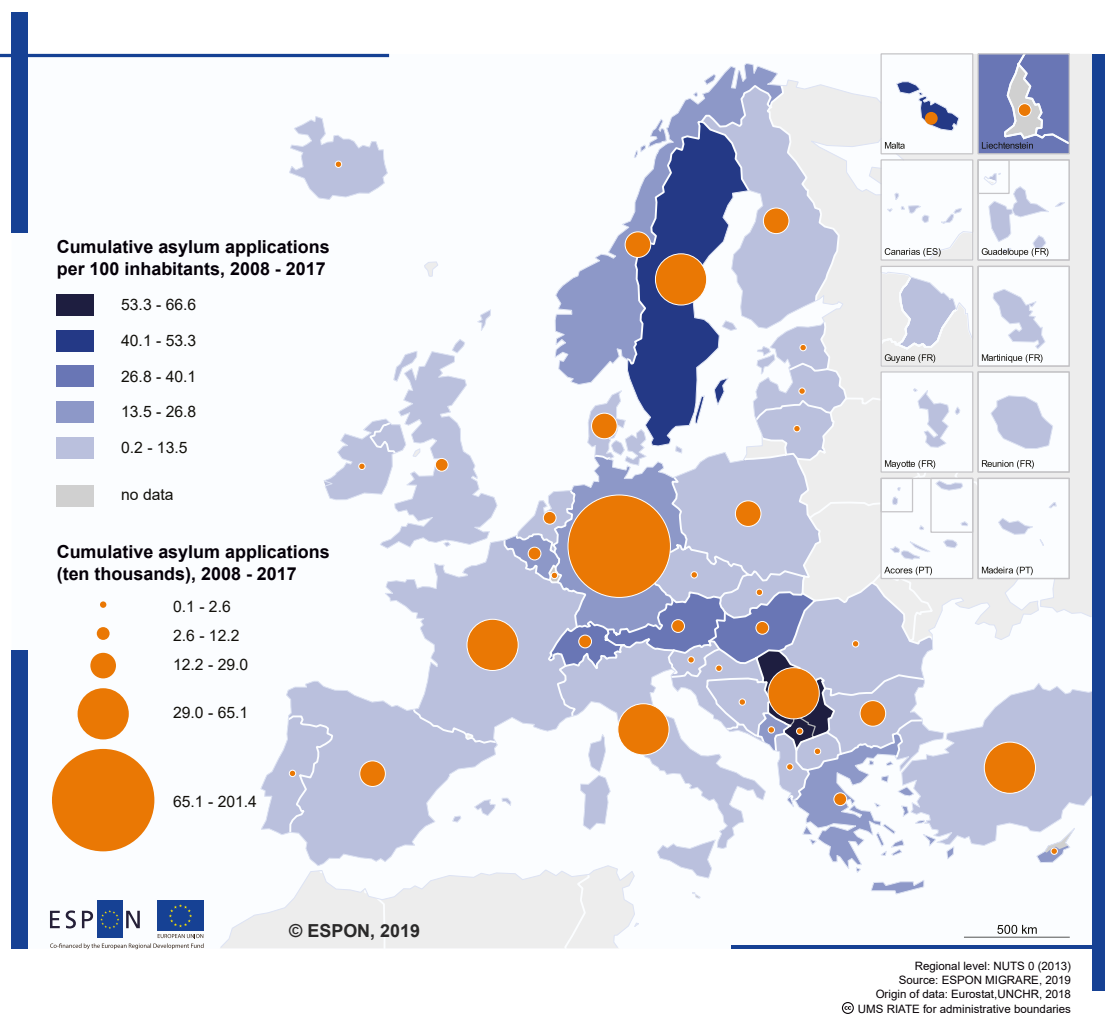 Malta
Liechtenstein
Canarias (ES)
Guadeloupe (FR)
Guyane (FR)
Martinique (FR)
Mayotte (FR)
Reunion (FR)
Acores (PT)
Madeira (PT)
Cumulative asylum applications
per 100 inhabitants, 2008 - 2017
53.3 - 66.6
40.1 - 53.3
26.8 - 40.1
13.5 - 26.8
0.2 - 13.5
no data
Cumulative asylum applications
(ten thousands), 2008 - 2017
0.1 - 2.6
2.6 - 12.2
12.2 - 29.0
29.0 - 65.1
65.1 - 201.4
ESPON
EUROPEAN UNION
Co-financed by the European Regional Development Fund
© ESPON, 2019
500 km
Regional level: NUTS 0 (2013)
Source: ESPON MIGRARE, 2019
Origin of data: Eurostat,UNCHR, 2018
🄯 UMS RIATE for administrative boundaries